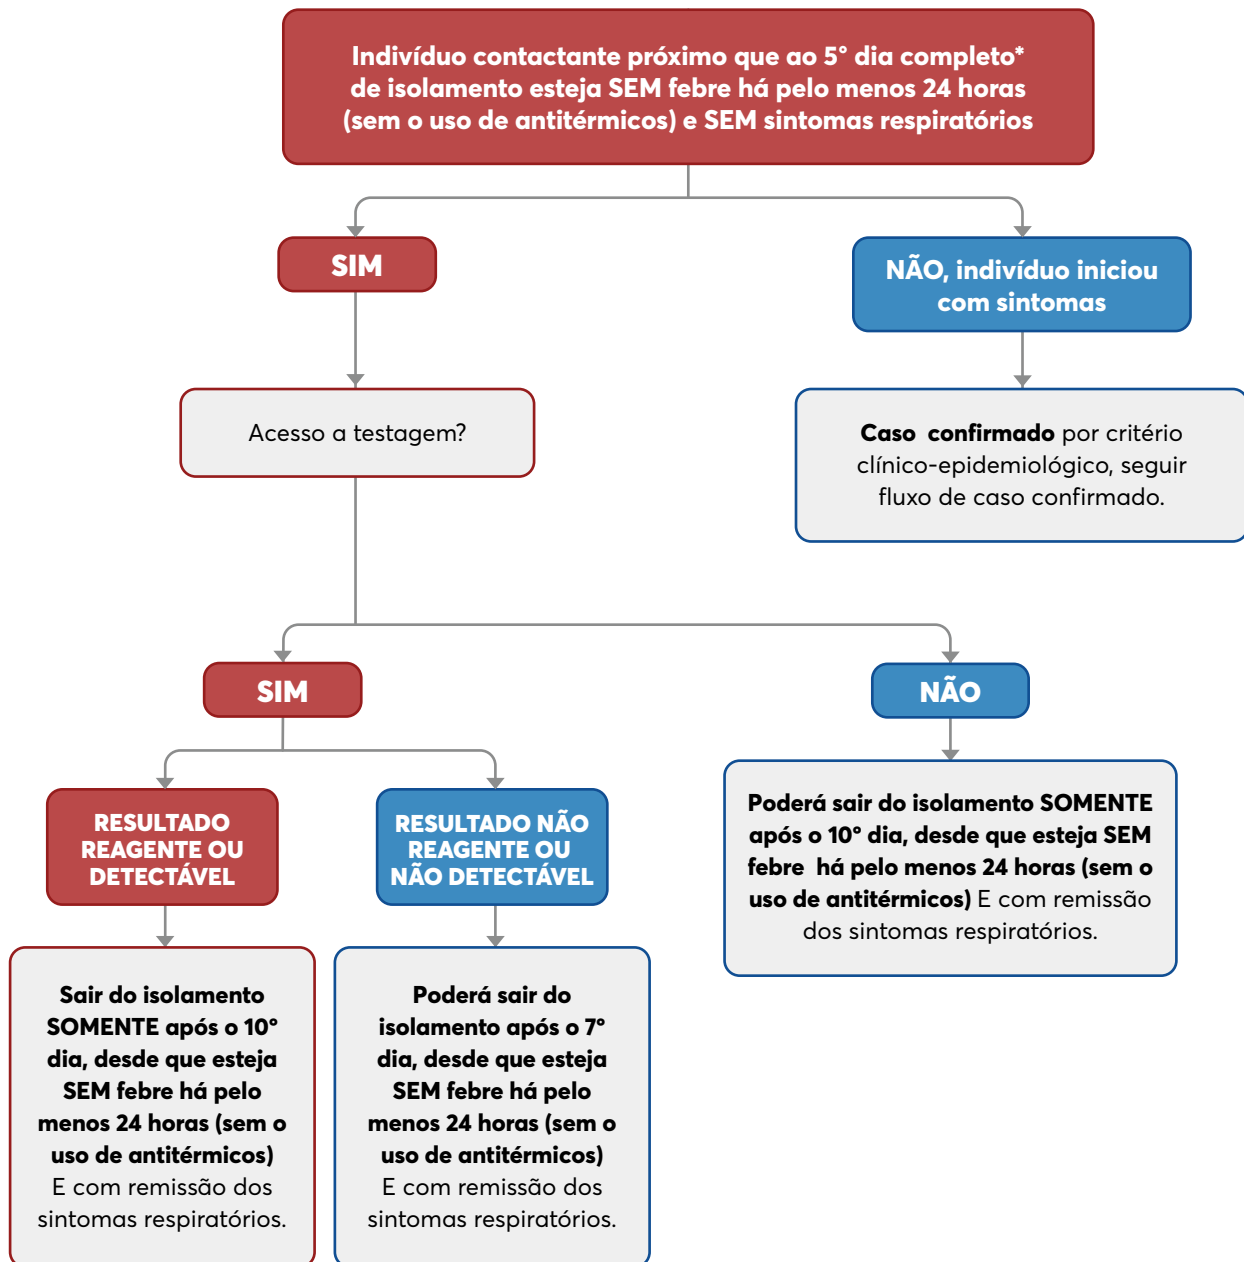 Indivíduo contactante próximo que ao 5° dia completo*
de isolamento esteja SEM febre há pelo menos 24 horas
(sem o uso de antitérmicos) e SEM sintomas respiratórios
SIM
NÃO, indivíduo iniciou
com sintomas
Acesso a testagem?
Caso confirmado por critério
clínico-epidemiológico, seguir
fluxo de caso confirmado.
SIM
NÃO
RESULTADO
REAGENTE OU
DETECTÁVEL
RESULTADO NÃO
REAGENTE OU
NÃO DETECTÁVEL
Poderá sair do isolamento SOMENTE
após o 10º dia, desde que esteja SEM
febre há pelo menos 24 horas (sem o
uso de antitérmicos) E com remissão
dos sintomas respiratórios.
Sair do isolamento
SOMENTE após o 10º
dia, desde que esteja
SEM febre há pelo
menos 24 horas (sem o
uso de antitérmicos)
E com remissão dos
sintomas respiratórios.
Poderá sair do
isolamento após o 7º
dia, desde que esteja
SEM febre há pelo
menos 24 horas (sem o
uso de antitérmicos)
E com remissão dos
sintomas respiratórios.